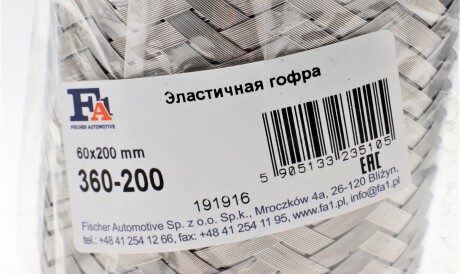 Эластичная гофра
FA1
FISCHER AUTOMOTIVE
60x200 mm
360-200
191916
5 905133 235105
EAC
Fischer Automotive Sp. z o.o. Sp.k., Mroczków 4a, 26-120 Bliżyn,
tel.: +48 41 254 12 66, fax: +48 41 254 11 95, www.fa1.pl, info@fa1.pl